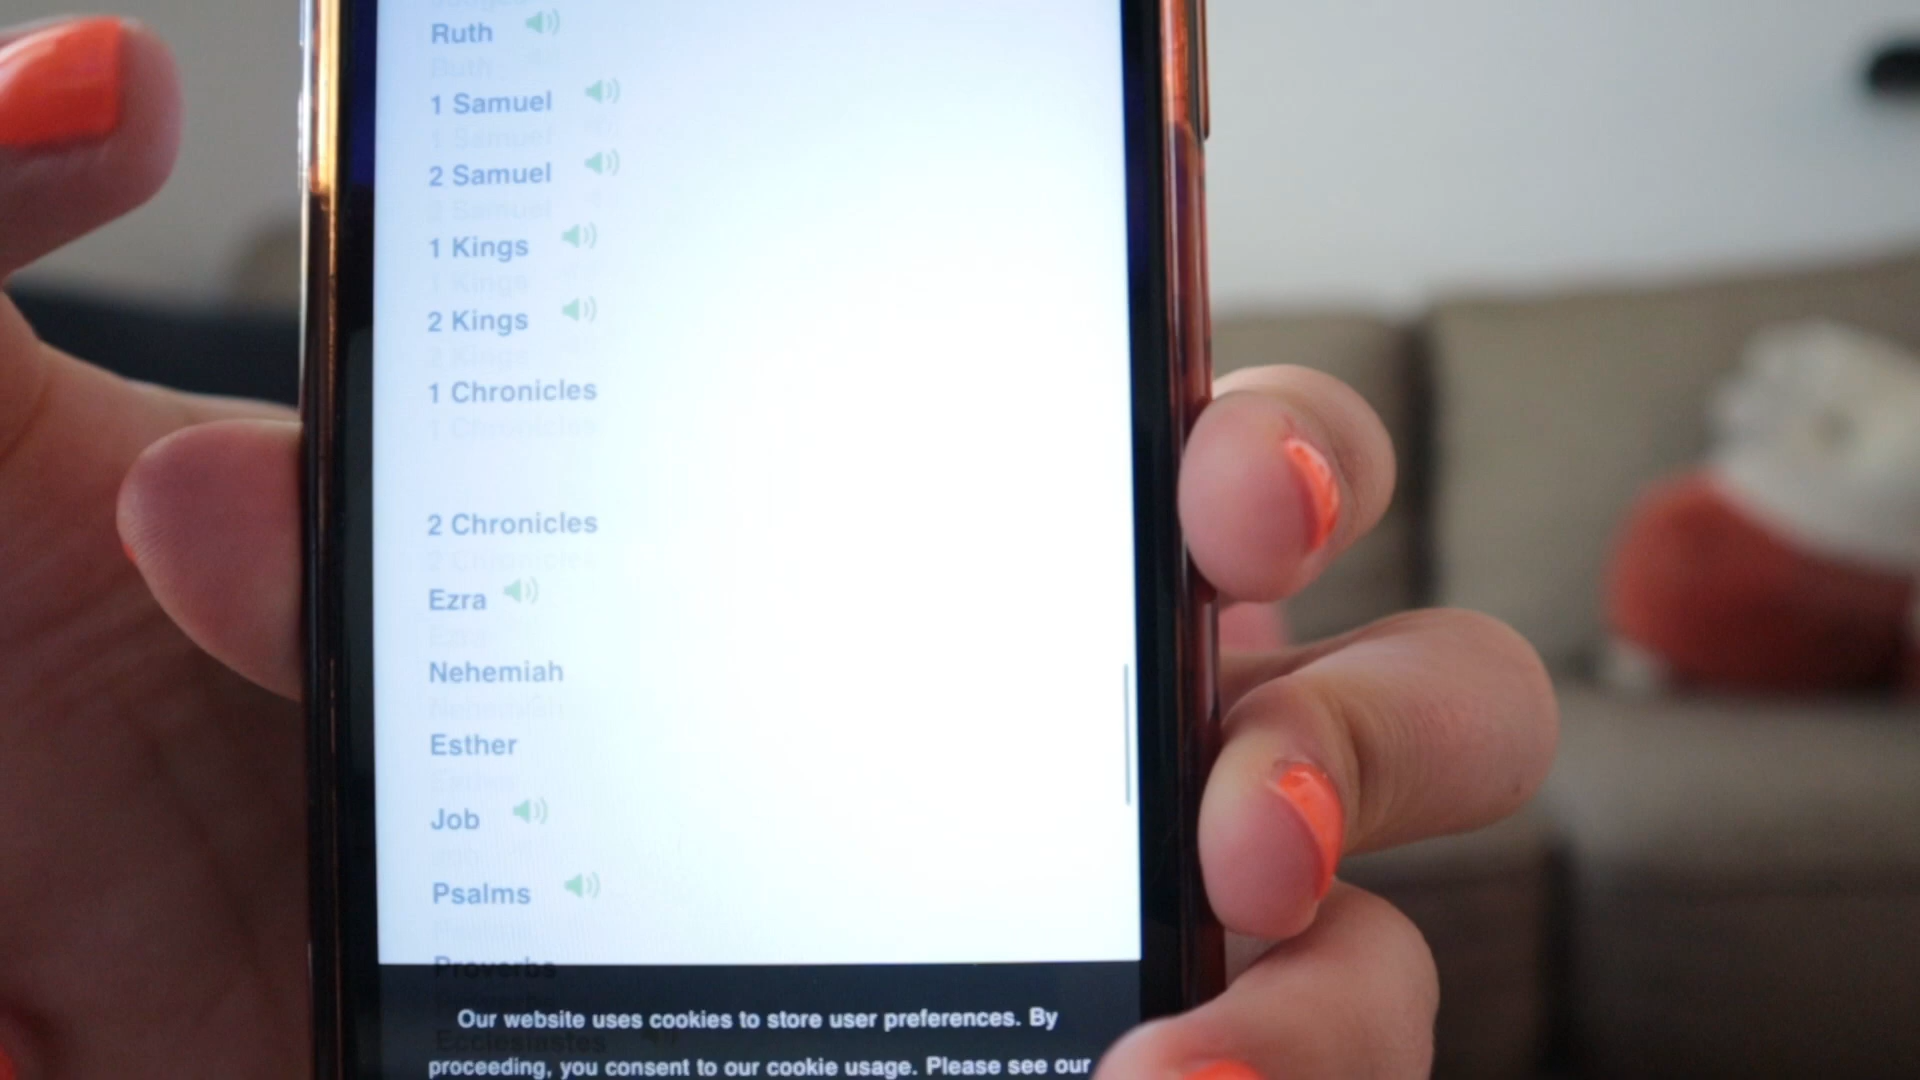 Ruth
1 Samuel
2 Samuel
1 Kings
2 Kings
1 Chronicles
2 Chronicles
Ezra
Nehemiah
Esther
Job
Psalms
Proverbs
Ecclesiastes
Our website uses cookies to store user preferences. By
proceeding, you consent to our cookie usage. Please see our